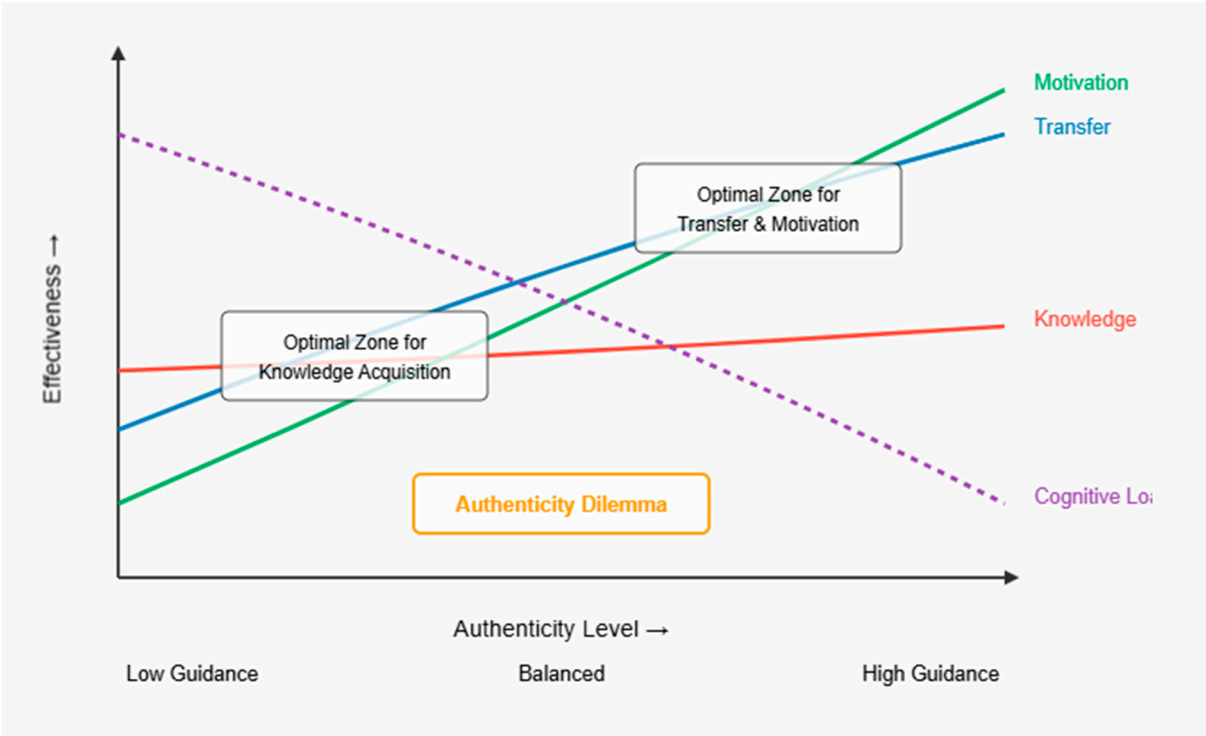 Motivation
Transfer
Optimal Zone for
Transfer & Motivation
Effectiveness →
Knowledge
Optimal Zone for
Knowledge Acquisition
Authenticity Dilemma
Cognitive
Authenticity Level →
Low Guidance
Balanced
High Guidance